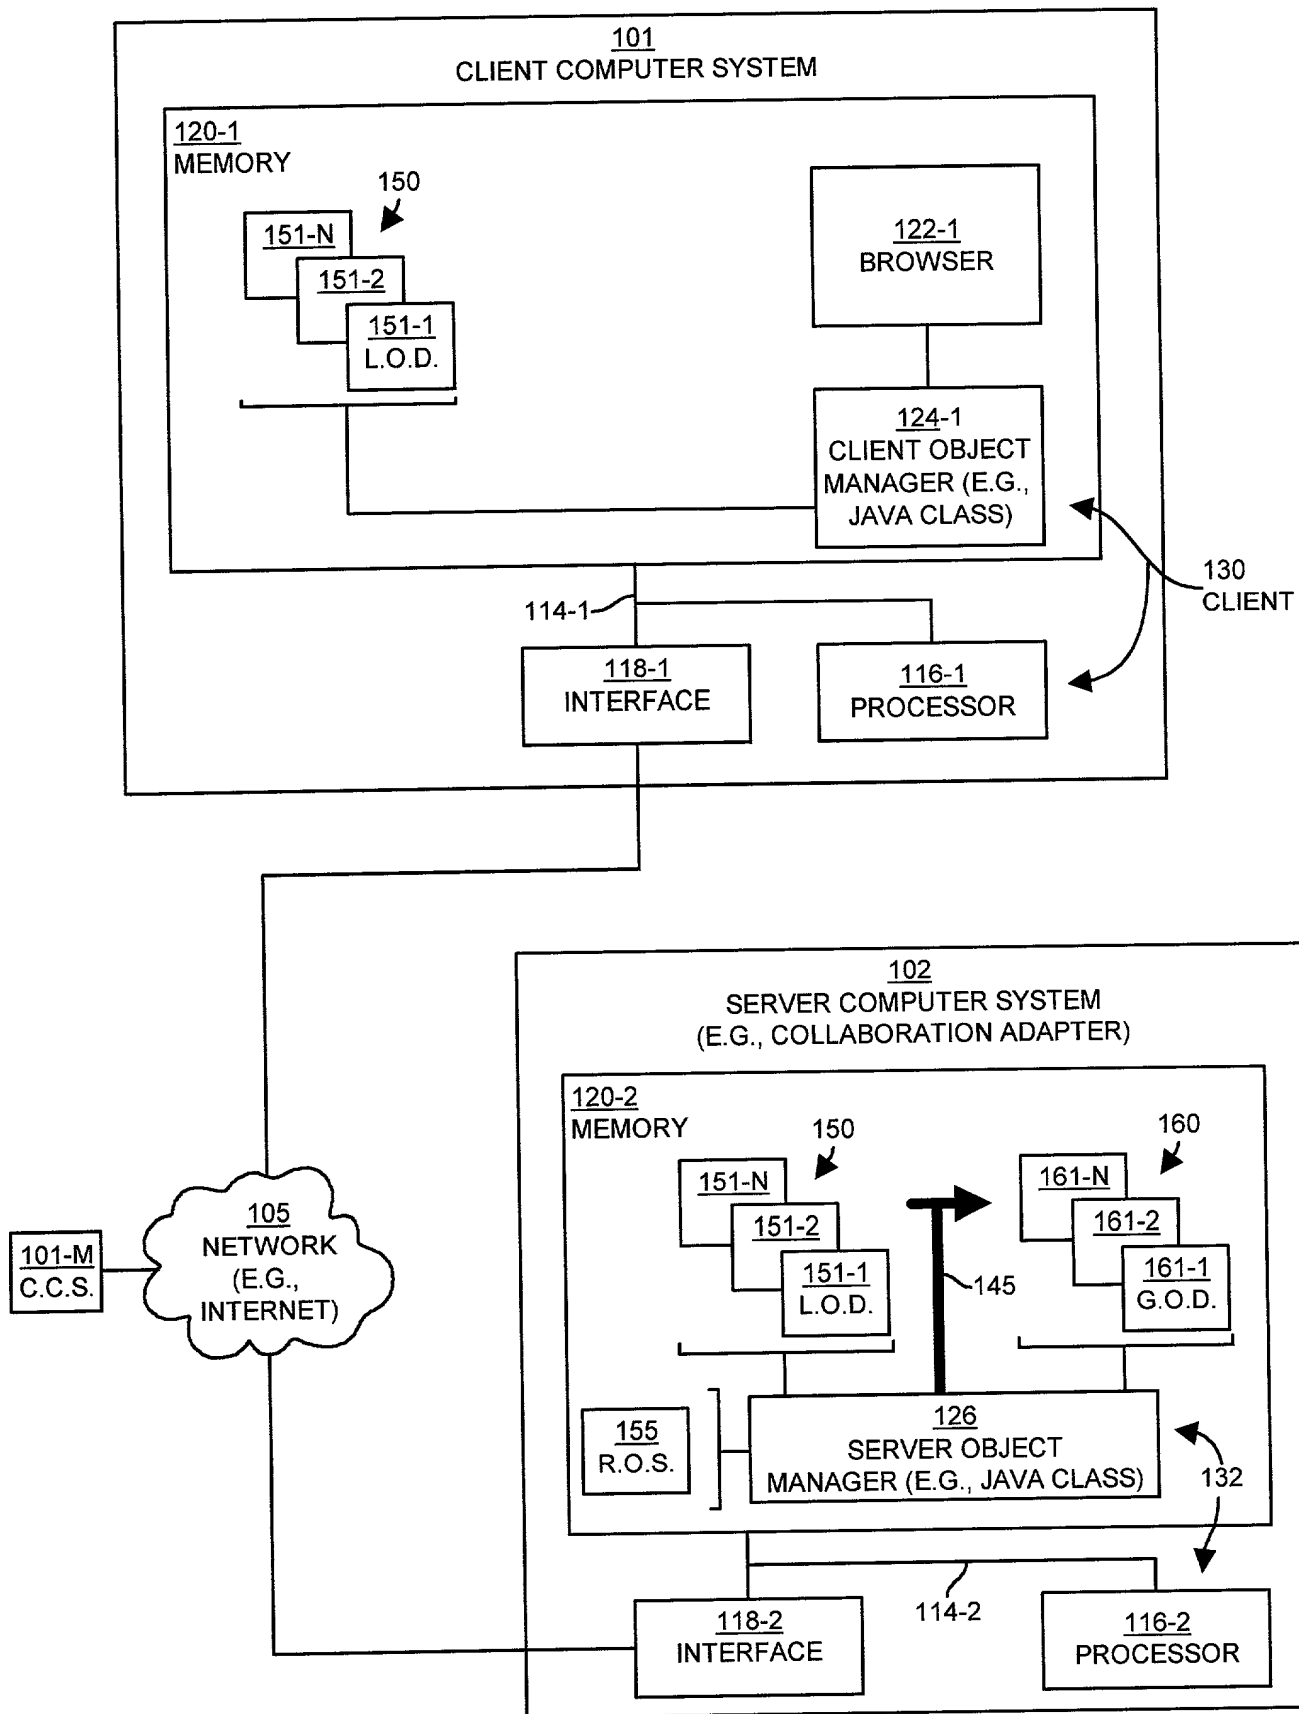 101
CLIENT COMPUTER SYSTEM
120-1
MEMORY
150
151-N
151-2
151-1
L.O.D.
122-1
BROWSER
124-1
CLIENT OBJECT
MANAGER (E.G.,
JAVA CLASS)
130
CLIENT
114-1
118-1
INTERFACE
116-1
PROCESSOR
102
SERVER COMPUTER SYSTEM
(E.G., COLLABORATION ADAPTER)
120-2
MEMORY
150
151-N
151-2
151-1
L.O.D.
145
160
161-N
161-2
161-1
G.O.D.
101-M
C.C.S.
105
NETWORK
(E.G.,
INTERNET)
155
R.O.S.
126
SERVER OBJECT
MANAGER (E.G., JAVA CLASS)
132
114-2
118-2
INTERFACE
116-2
PROCESSOR